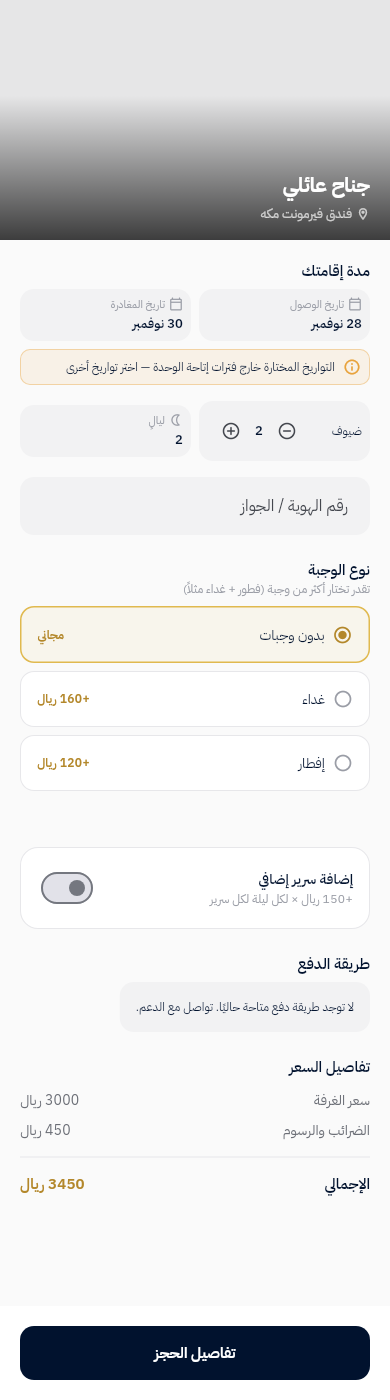 جناح عائلي
فندق فيرمونت مكه
مدة إقامتك
تاريخ الوصول
28 نوفمبر
تاريخ المغادرة
30 نوفمبر
التواريخ المختارة خارج فترات إتاحة الوحدة — اختر تواريخ أخرى
ضيوف
2
ليالٍ
2
رقم الهوية / الجواز
نوع الوجبة
تقدر تختار أكثر من وجبة (فطور + غداء مثلاً)
بدون وجبات
مجاني
غداء
+160 ريال
إفطار
+120 ريال
إضافة سرير إضافي
+150 ريال × لكل ليلة لكل سرير
طريقة الدفع
لا توجد طريقة دفع متاحة حاليًا. تواصل مع الدعم.
تفاصيل السعر
سعر الغرفة
3000 ريال
الضرائب والرسوم
450 ريال
الإجمالي
3450 ريال
تفاصيل الحجز